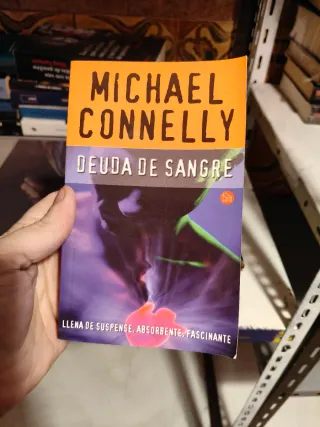 MICHAEL
CONNELLY
DEUDA DE SANGRE
LLENA DE SUSPENSE. ABSORBENTE. FASCINANTE